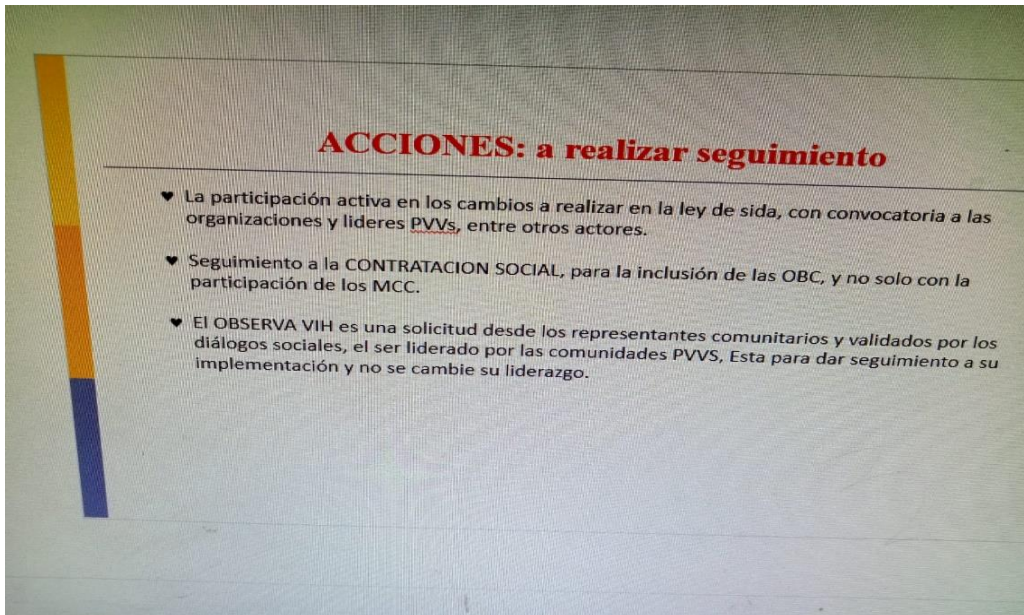 ACCIONES: a realizar seguimiento
♥ La participación activa en los cambios a realizar en la ley de sida, con convocatoria a las
organizaciones y lideres PVVs, entre otros actores.
♥ Seguimiento a la CONTRATACION SOCIAL, para la inclusión de las OBC, y no solo con la
participación de los MCC.
♥ El OBSERVA VIH es una solicitud desde los representantes comunitarios y validados por los
diálogos sociales, el ser liderado por las comunidades PVVS, Esta para dar seguimiento a su
implementación y no se cambie su liderazgo.